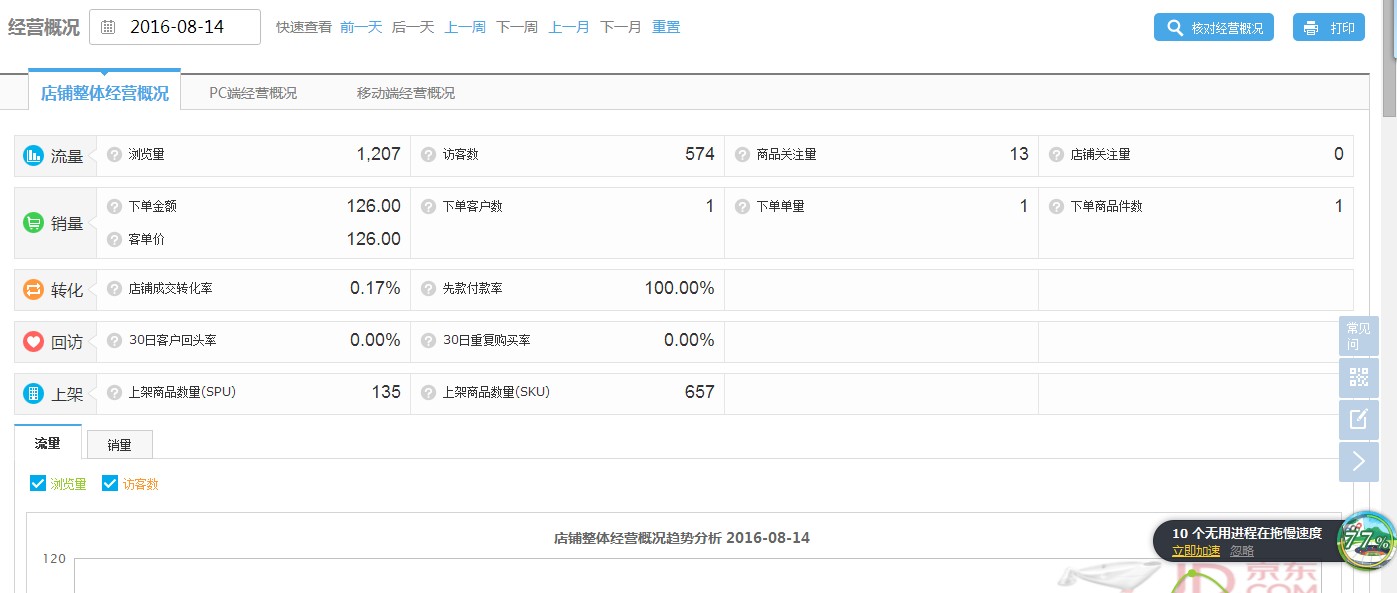 经营概况 2016-08-14 快速查看 前一天 后一天 上一周 下一周 上一月 下一月 重置 核对经营概况 打印
店铺整体经营概况 PC端经营概况 移动端经营概况
流量 浏览量 1,207 访客数 574 商品关注量 13 店铺关注量 0
销量 下单金额 126.00 下单客户数 1 下单单量 1 下单商品件数 1
客单价 126.00
转化 店铺成交转化率 0.17% 先款付款率 100.00%
回访 30日客户回头率 0.00% 30日重复购买率 0.00%
常见
问
上架 上架商品数量(SPU) 135 上架商品数量(SKU) 657
流量 销量
浏览量 访客数
店铺整体经营概况趋势分析 2016-08-14
120
10 个无用进程在拖慢速度
立即加速 忽略
77%
JD 京东
.COM